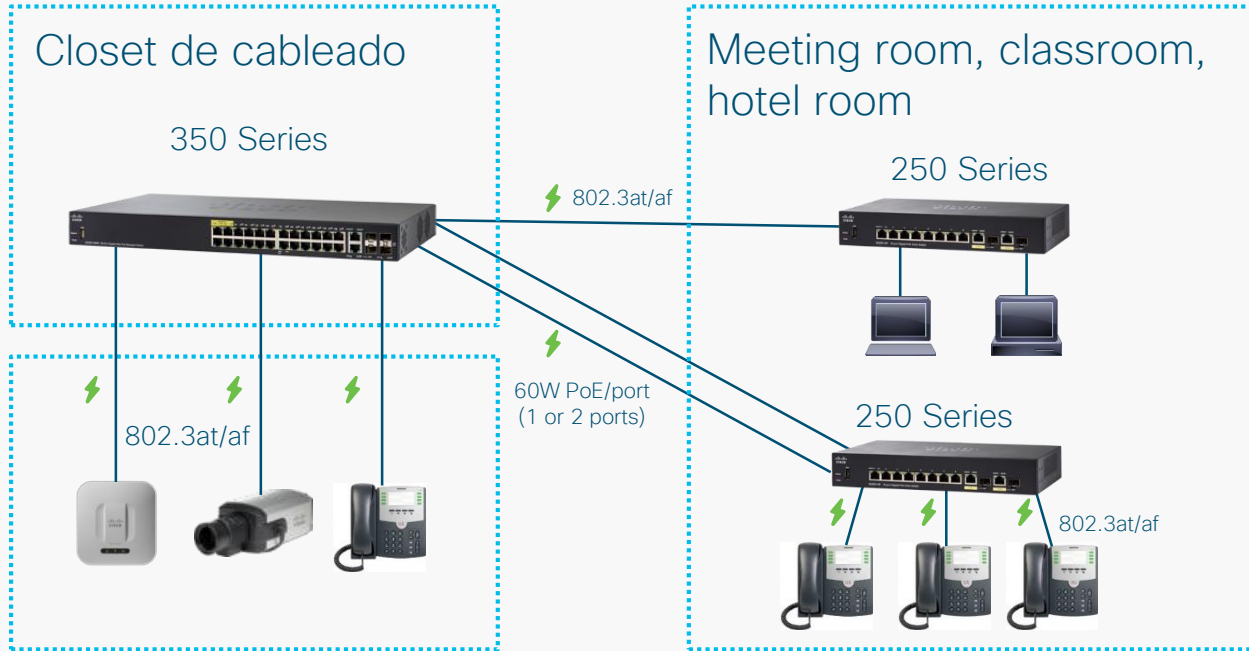 Closet de cableado
350 Series
Meeting room, classroom,
hotel room
250 Series
802.3at/af
60W PoE/port
(1 or 2 ports)
802.3at/af
250 Series
802.3at/af